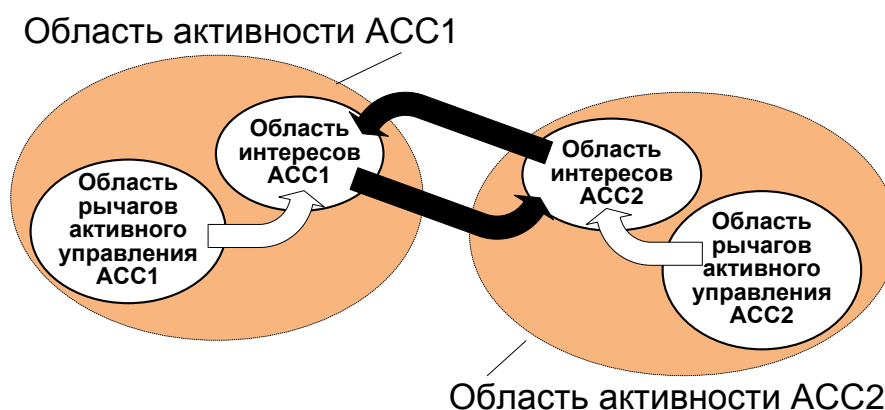 Область активности АСС1
Область
интересов
АСС1
Область
рычагов
активного
управления
АСС1
Область
интересов
АСС2
Область
рычагов
активного
управления
АСС2
Область активности АСС2